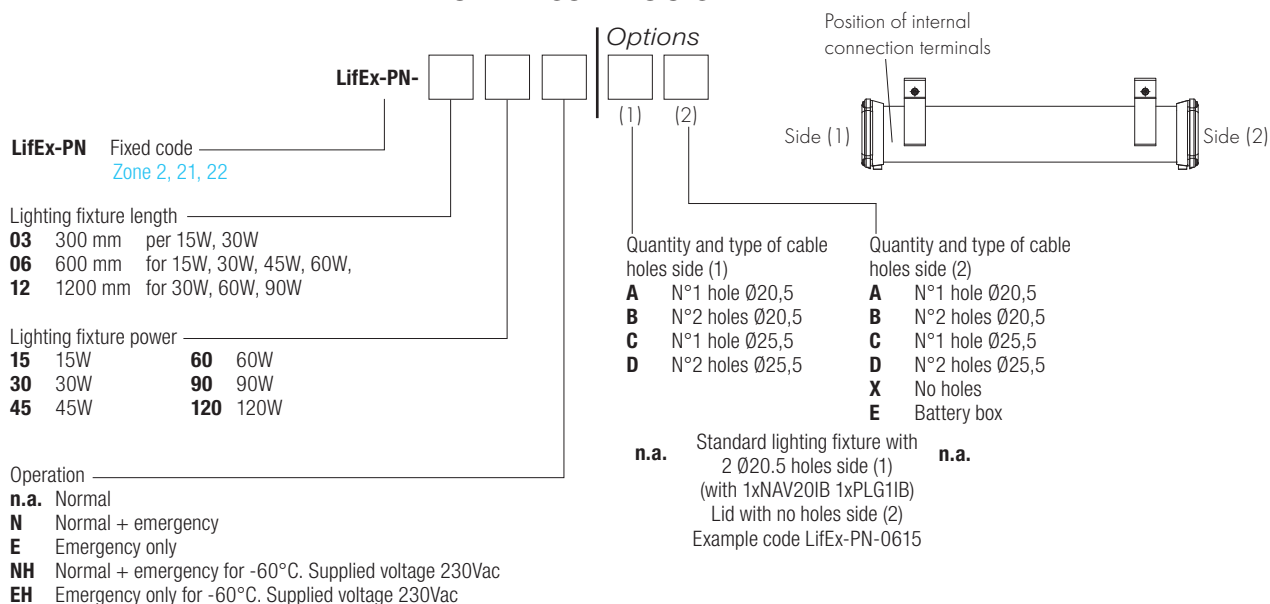 Options
Position of internal
connection terminals
LifEx-PN-
(1) (2)
Side (1)
Side (2)
LifEx-PN Fixed code
Zone 2, 21, 22
Lighting fixture length
03 300 mm per 15W, 30W
06 600 mm for 15W, 30W, 45W, 60W,
12 1200 mm for 30W, 60W, 90W
Lighting fixture power
15 15W 60 60W
30 30W 90 90W
45 45W 120 120W
Operation
n.a. Normal
N Normal + emergency
E Emergency only
NH Normal + emergency for -60°C. Supplied voltage 230Vac
EH Emergency only for -60°C. Supplied voltage 230Vac
Quantity and type of cable
holes side (1)
A N°1 hole Ø20,5
B N°2 holes Ø20,5
C N°1 hole Ø25,5
D N°2 holes Ø25,5
Quantity and type of cable
holes side (2)
A N°1 hole Ø20,5
B N°2 holes Ø20,5
C N°1 hole Ø25,5
D N°2 holes Ø25,5
X No holes
E Battery box
n.a. Standard lighting fixture with n.a.
2 Ø20.5 holes side (1)
(with 1xNAV20IB 1xPLG1IB)
Lid with no holes side (2)
Example code LifEx-PN-0615